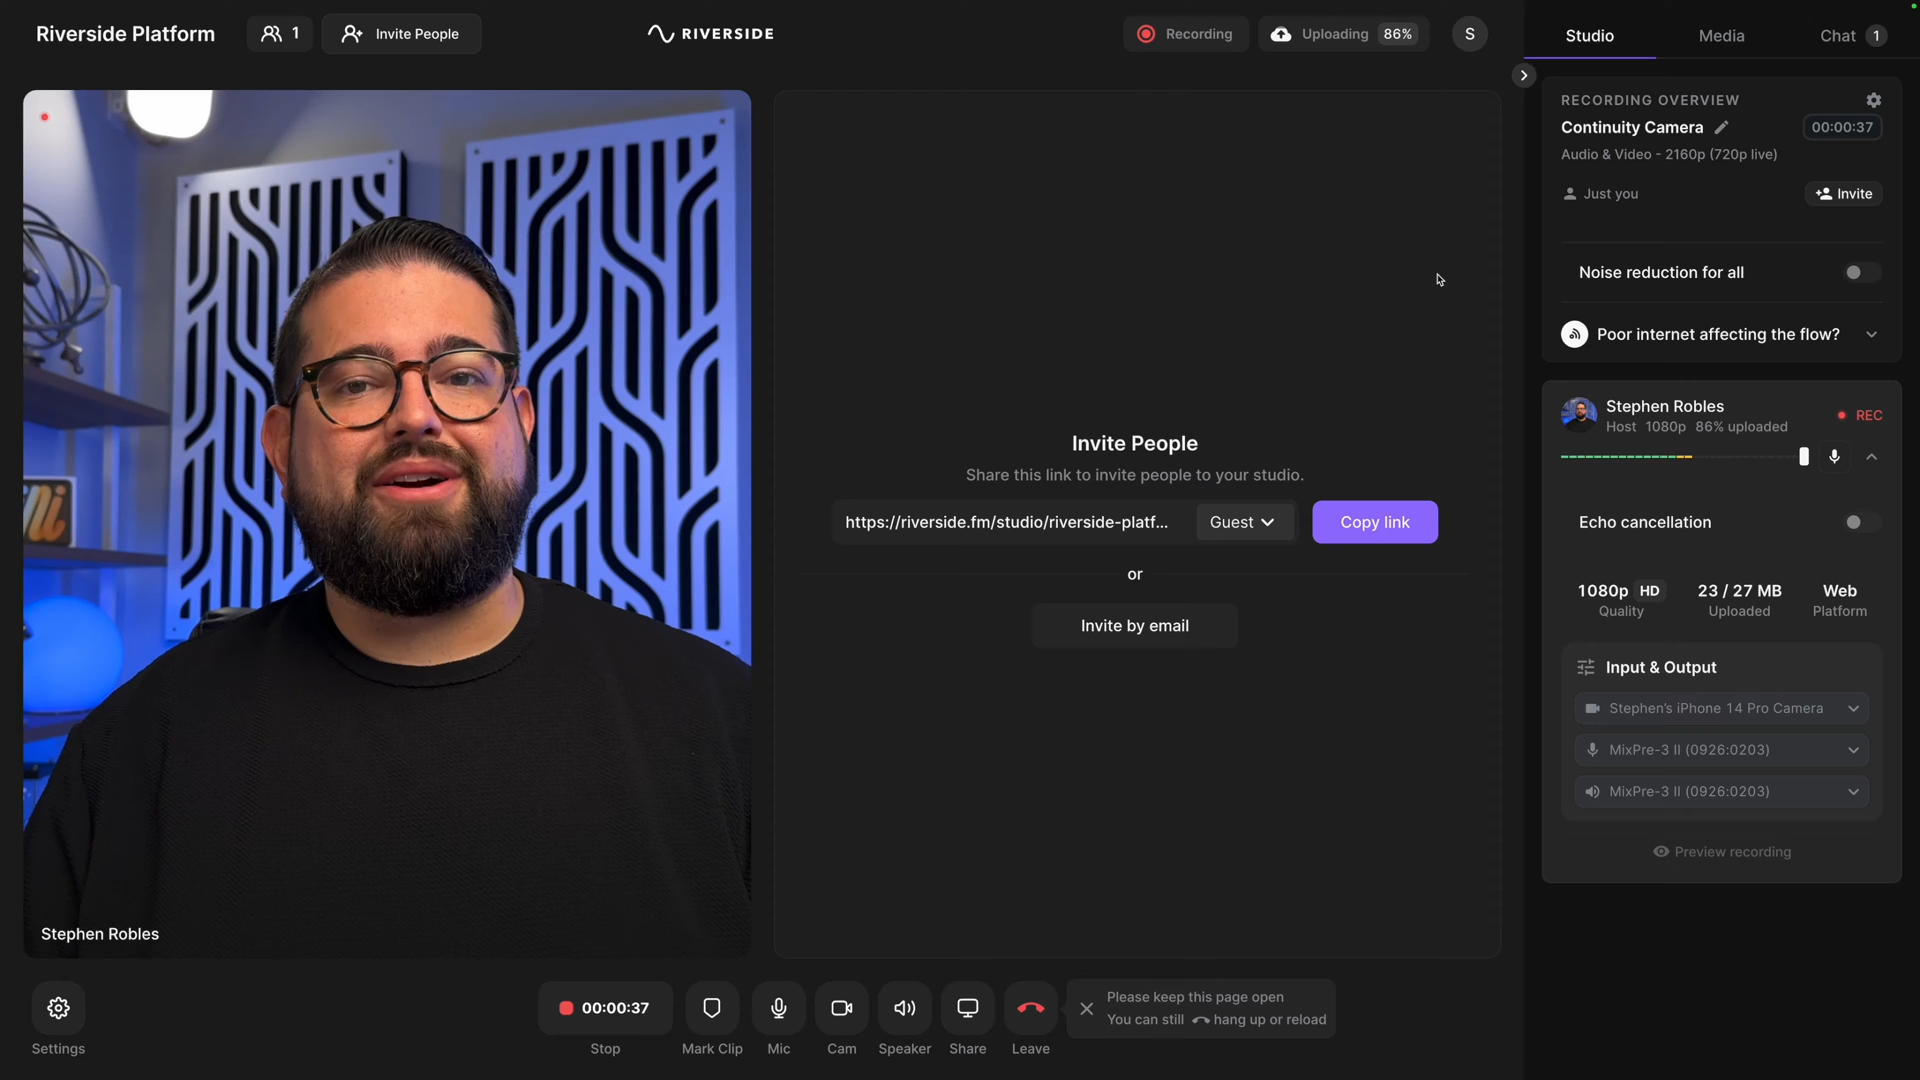 Riverside Platform
1
Invite People
RIVERSIDE
Recording
Uploading 86%
S
Studio
Media
Chat 1
RECORDING OVERVIEW
Continuity Camera
00:00:37
Audio & Video - 2160p (720p live)
Just you
Invite
Noise reduction for all
Poor internet affecting the flow?
Stephen Robles
Host 1080p 86% uploaded
REC
Echo cancellation
1080p HD
Quality
23 / 27 MB
Uploaded
Web
Platform
Input & Output
Stephen's iPhone 14 Pro Camera
MixPre-3 II (0926:0203)
MixPre-3 II (0926:0203)
Preview recording
Invite People
Share this link to invite people to your studio.
https://riverside.fm/studio/riverside-platf...
Guest
Copy link
or
Invite by email
Stephen Robles
Settings
00:00:37
Stop
Mark Clip
Mic
Cam
Speaker
Share
Leave
Please keep this page open
You can still hang up or reload